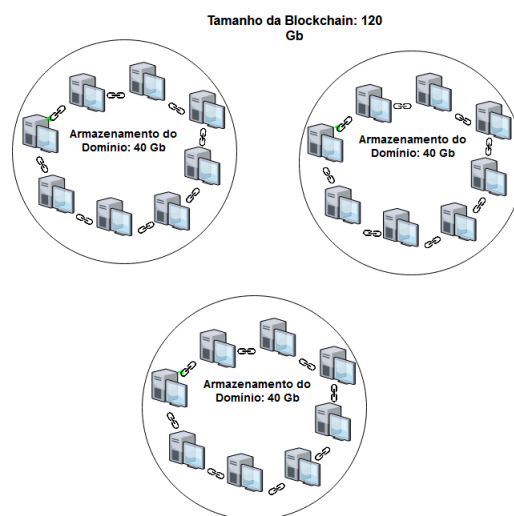 Tamanho da Blockchain: 120
Gb
Armazenamento do
Domínio: 40 Gb
Armazenamento do
Domínio: 40 Gb
Armazenamento do
Domínio: 40 Gb